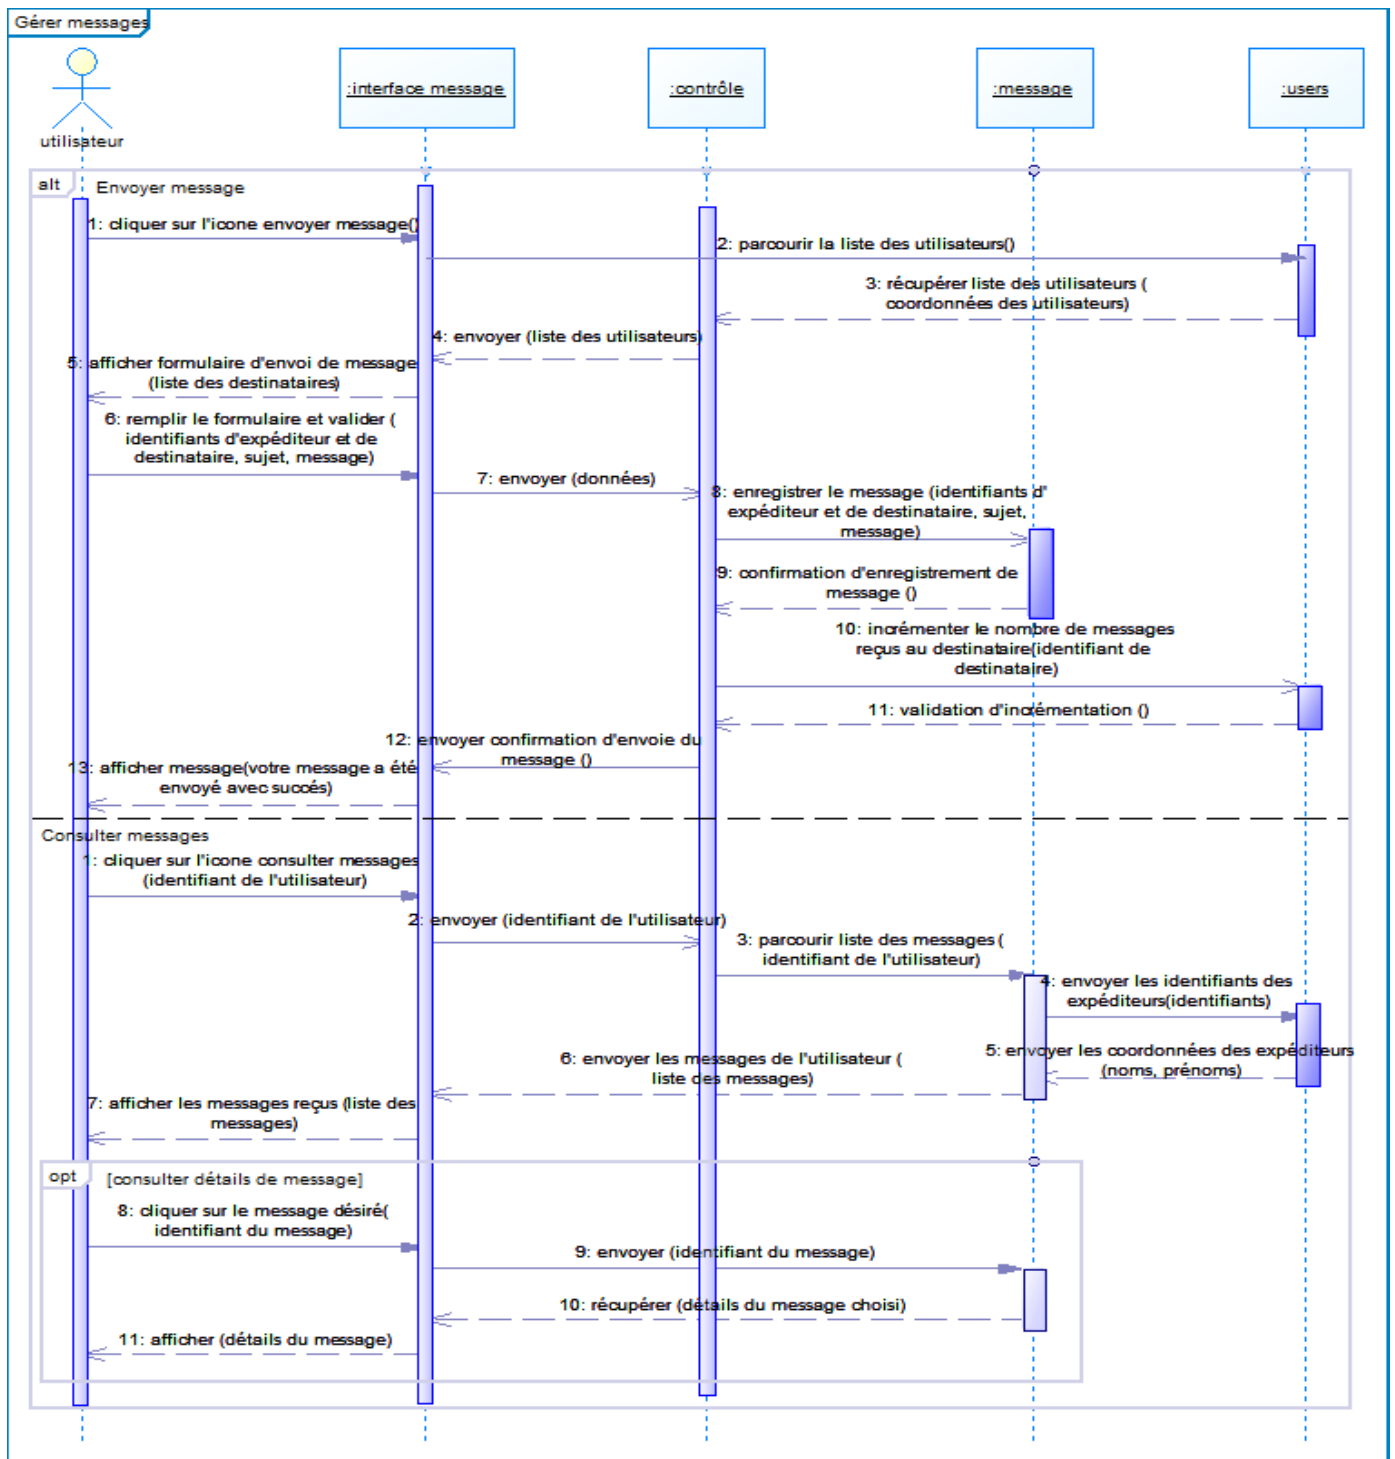 Gérer messages
utilisateur
:interface message
:contrôle
:message
:users
alt
Envoyer message
1: cliquer sur l'icone envoyer message()
2: parcourir la liste des utilisateurs()
3: récupérer liste des utilisateurs (
coordonnées des utilisateurs)
4: envoyer (liste des utilisateurs)
5: afficher formulaire d'envoi de message
(liste des destinataires)
6: remplir le formulaire et valider (
identifiants d'expéditeur et de
destinataire, sujet, message)
7: envoyer (données)
8: enregistrer le message (identifiants d'
expéditeur et de destinataire, sujet,
message)
9: confirmation d'enregistrement de
message ()
10: incrémenter le nombre de messages
reçus au destinataire(identifiant de
destinataire)
11: validation d'incrémentation ()
12: envoyer confirmation d'envoie du
message ()
13: afficher message(votre message a été
envoyé avec succés)
Consulter messages
1: cliquer sur l'icone consulter messages
(identifiant de l'utilisateur)
2: envoyer (identifiant de l'utilisateur)
3: parcourir liste des messages (
identifiant de l'utilisateur)
4: envoyer les identifiants des
expéditeurs(identifiants)
5: envoyer les coordonnées des expéditeurs
(noms, prénoms)
6: envoyer les messages de l'utilisateur (
liste des messages)
7: afficher les messages reçus (liste des
messages)
opt
[consulter détails de message]
8: cliquer sur le message désiré(
identifiant du message)
9: envoyer (identifiant du message)
10: récupérer (détails du message choisi)
11: afficher (détails du message)